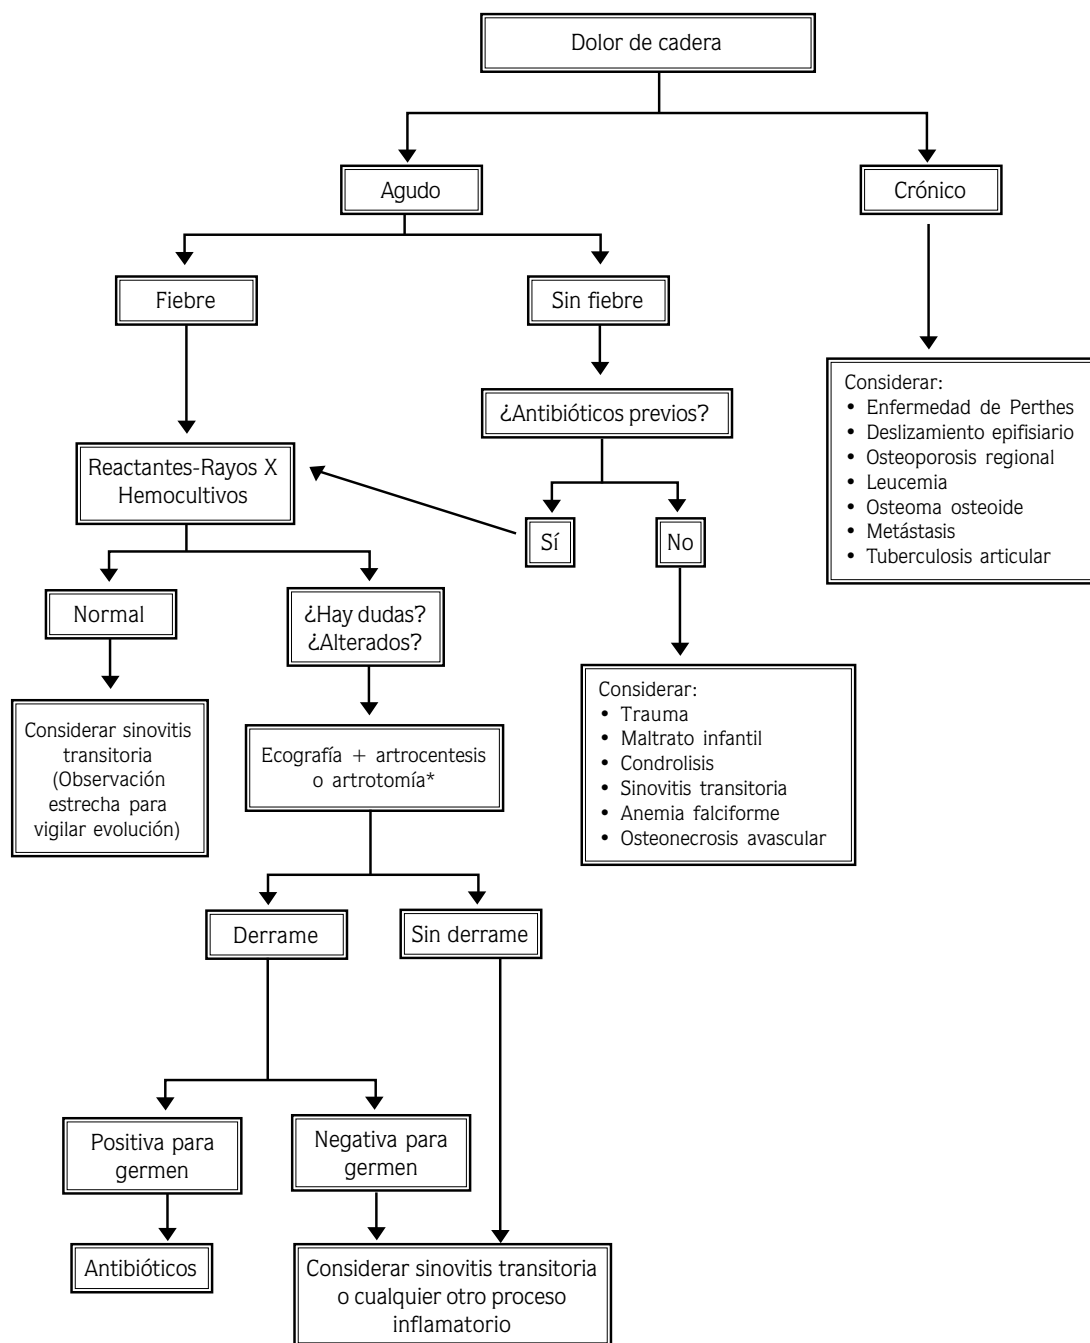 Dolor de cadera
Agudo
Crónico
Fiebre
Sin fiebre
¿Antibióticos previos?
Considerar:
• Enfermedad de Perthes
• Deslizamiento epifisiario
• Osteoporosis regional
• Leucemia
• Osteoma osteoide
• Metástasis
• Tuberculosis articular
Reactantes-Rayos X
Hemocultivos
Sí
No
Normal
¿Hay dudas?
¿Alterados?
Considerar sinovitis
transitoria
(Observación
estrecha para
vigilar evolución)
Ecografía + artrocentesis
o artrotomía*
Considerar:
• Trauma
• Maltrato infantil
• Condrolisis
• Sinovitis transitoria
• Anemia falciforme
• Osteonecrosis avascular
Derrame
Sin derrame
Positiva para
germen
Negativa para
germen
Antibióticos
Considerar sinovitis transitoria
o cualquier otro proceso
inflamatorio